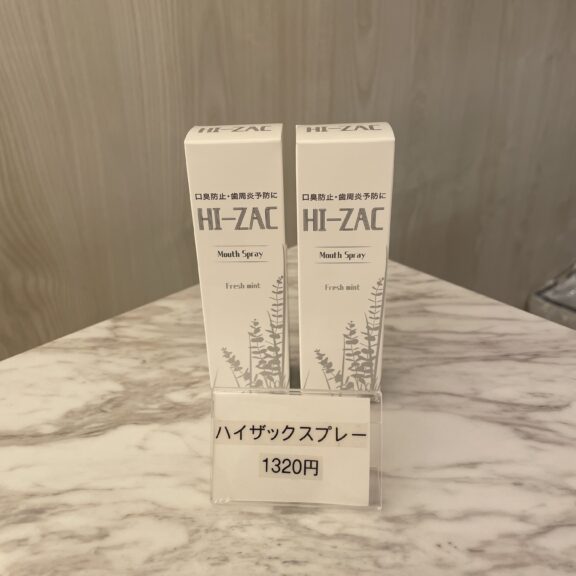 HI-ZAC
口臭防止・歯周炎予防に
HI-ZAC
Mouth Spray
Fresh mint
HI-ZAC
口臭防止・歯周炎予防に
HI-ZAC
Mouth Spray
Fresh mint
ハイザックスプレー
1320円